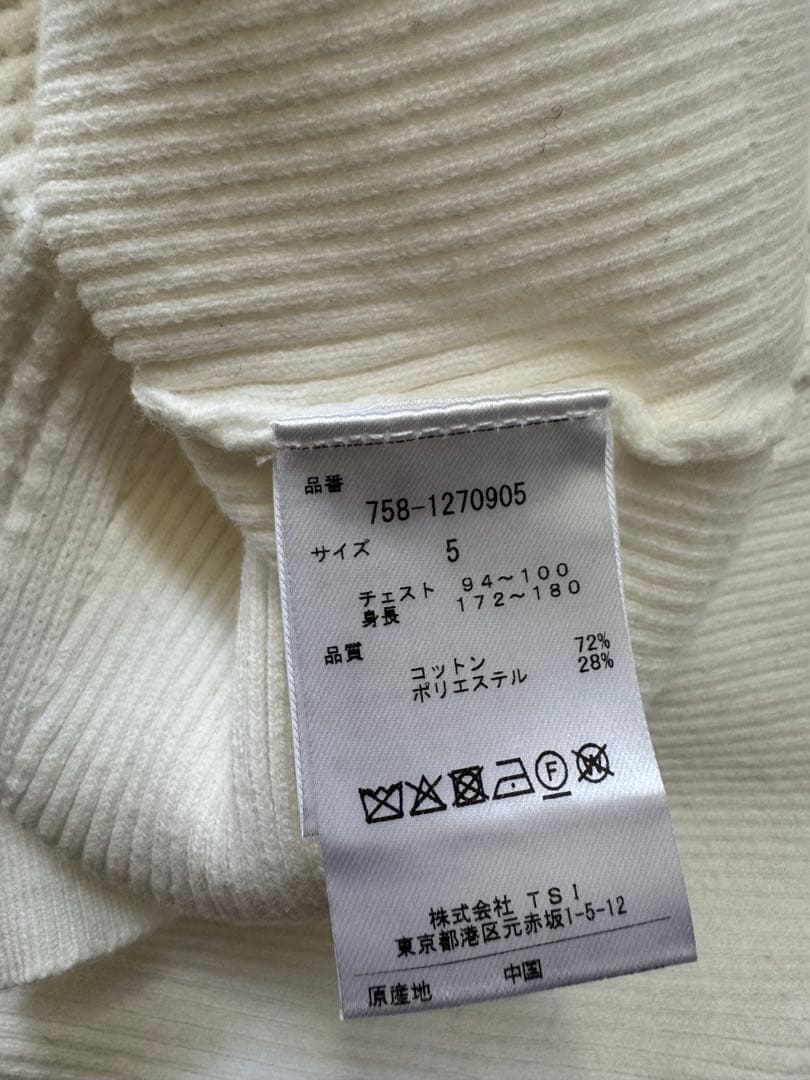 品番
758-1270905
サイズ 5
チェスト 94～100
身長 172～180
品質
コットン 72%
ポリエステル 28%
F W
株式会社 TSI
東京都港区元赤坂1-5-12
原産地 中国